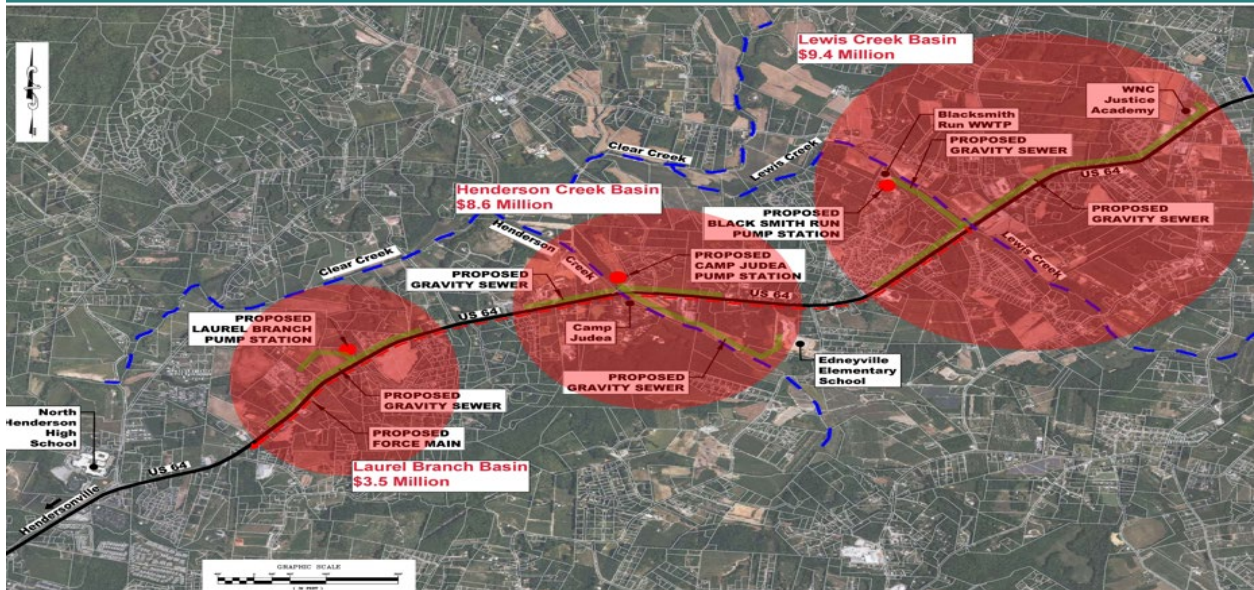 Lewis Creek Basin
$9.4 Million
WNC
Justice
Academy
Blacksmith
Run WWTP
PROPOSED
GRAVITY SEWER
Clear Creek
Lewis Creek
US 64
Henderson Creek Basin
$8.6 Million
PROPOSED
BLACK SMITH RUN
PUMP STATION
PROPOSED
GRAVITY SEWER
Henderson
Creek
Lewis Creek
Clear Creek
PROPOSED
GRAVITY SEWER
PROPOSED
CAMP JUDEA
PUMP STATION
US 64
US 64
PROPOSED
LAUREL BRANCH
PUMP STATION
Camp
Judea
Edneyville
Elementary
School
PROPOSED
GRAVITY SEWER
PROPOSED
GRAVITY SEWER
North
Henderson
High
School
PROPOSED
FORCE MAIN
Laurel Branch Basin
$3.5 Million
US 64
Hendersonville
GRAPHIC SCALE